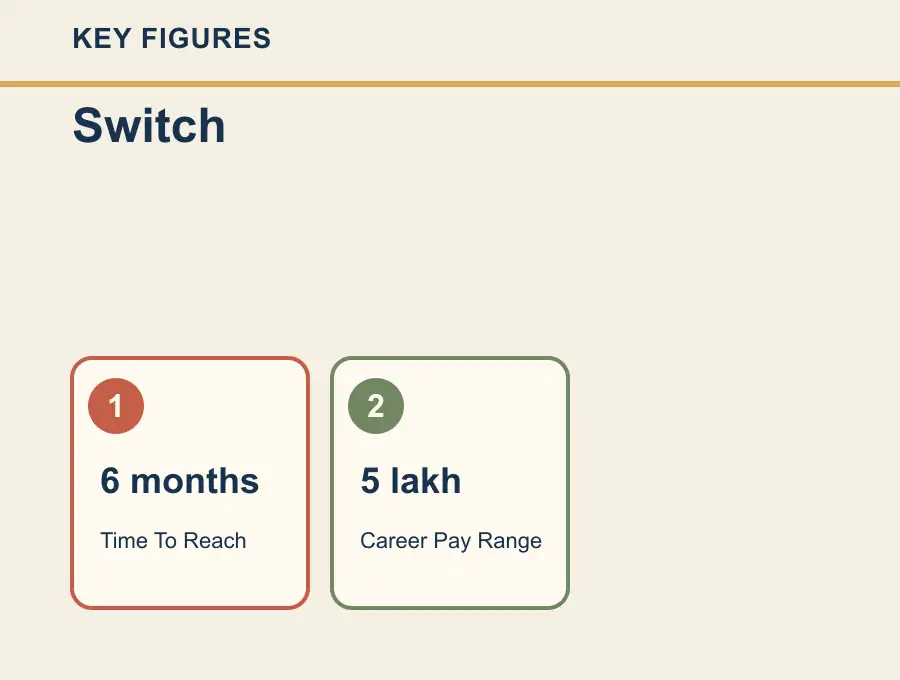 KEY FIGURES
Switch
1
6 months
Time To Reach
2
5 lakh
Career Pay Range